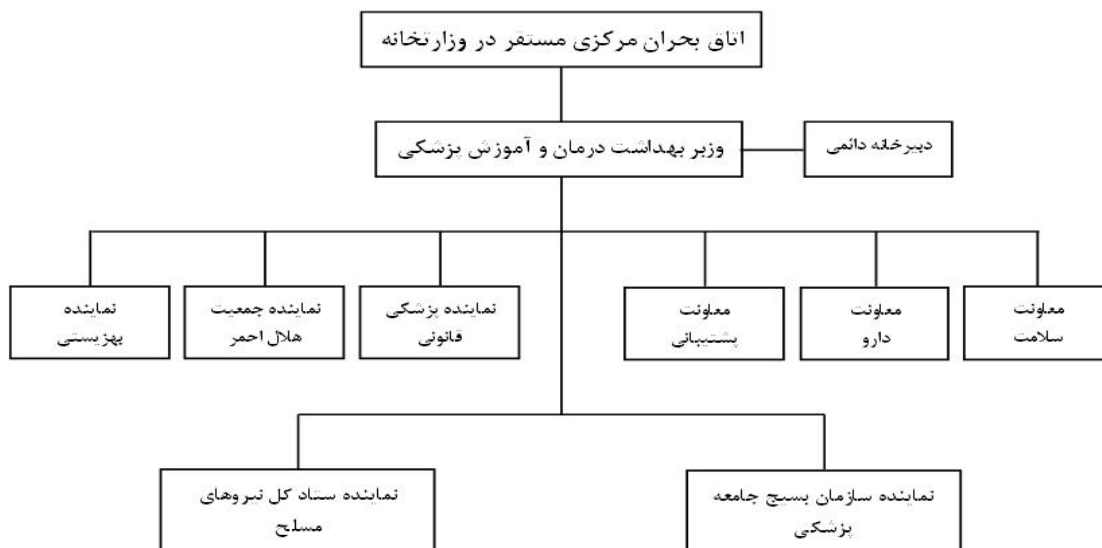 اتاق بحران مرکزی مستقر در وزارتخانه
وزیر بهداشت درمان و آموزش پزشکی
دبیرخانه دائمی
معاونت
سلامت
معاونت
دارو
معاونت
پشتیبانی
نماینده پزشکی
قانونی
نماینده جمعیت
هلال احمر
نماینده
بهزیستی
نماینده سازمان بسیج جامعه
پزشکی
نماینده ستاد کل نیروهای
مسلح